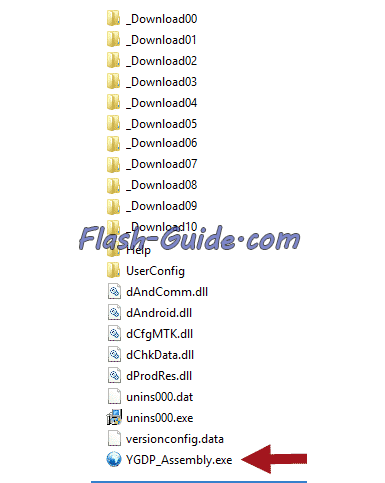 _Download00
_Download01
_Download02
_Download03
_Download04
_Download05
_Download06
_Download07
_Download08
_Download09
_Download10
Flash-Guide.com
Help
UserConfig
dAndComm.dll
dAndroid.dll
dCfgMTK.dll
dChkData.dll
dProdRes.dll
unins000.dat
unins000.exe
versionconfig.data
YGDP_Assembly.exe